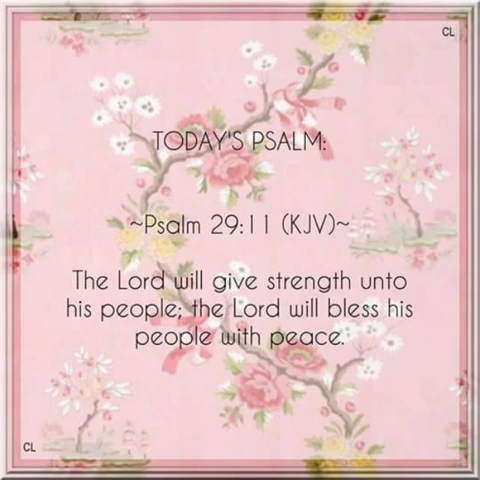 CL
TODAY'S PSALM:
~Psalm 29:11 (KJV)~
The Lord will give strength unto
his people; the Lord will bless his
people with peace.
CL